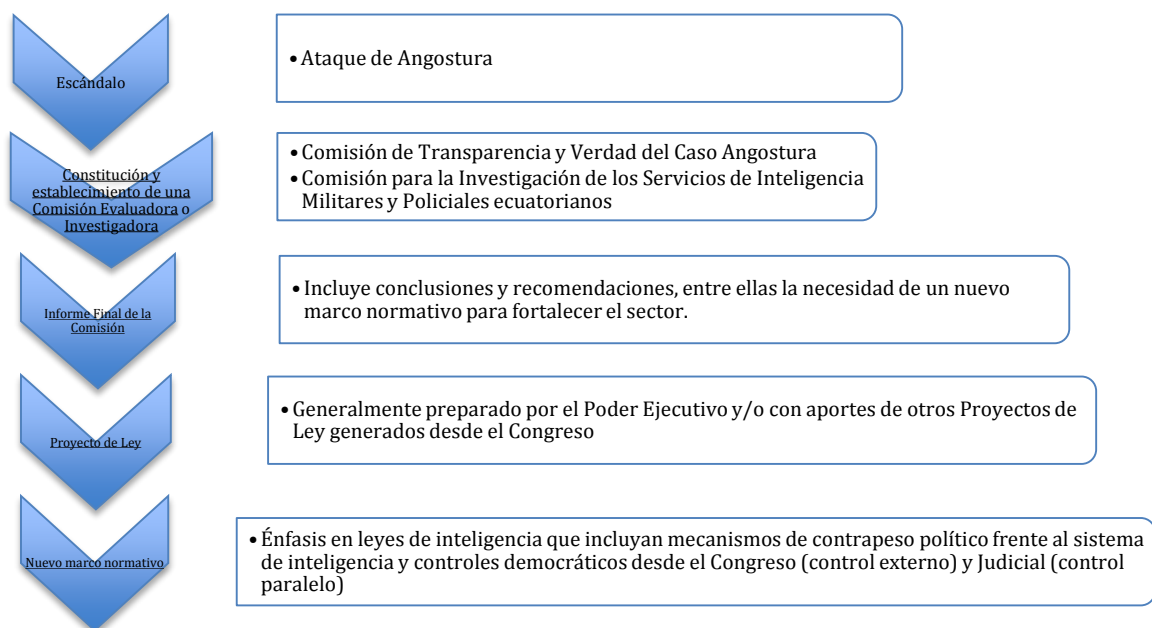 Escándalo
• Ataque de Angostura
Constitución y
establecimiento de una
Comisión Evaluadora o
Investigadora
• Comisión de Transparencia y Verdad del Caso Angostura
• Comisión para la Investigación de los Servicios de Inteligencia
Militares y Policiales ecuatorianos
Informe Final de la
Comisión
• Incluye conclusiones y recomendaciones, entre ellas la necesidad de un nuevo
marco normativo para fortalecer el sector.
Proyecto de Ley
• Generalmente preparado por el Poder Ejecutivo y/o con aportes de otros Proyectos de
Ley generados desde el Congreso
Nuevo marco normativo
• Énfasis en leyes de inteligencia que incluyan mecanismos de contrapeso político frente al sistema
de inteligencia y controles democráticos desde el Congreso (control externo) y Judicial (control
paralelo)